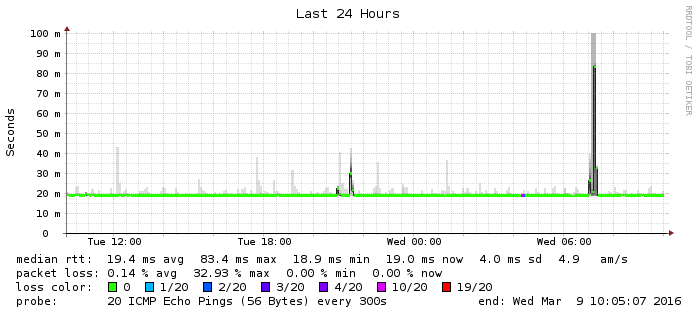 Last 24 Hours
RRDTOOL / TOBI OETIKER
Seconds
100 m
90 m
80 m
70 m
60 m
50 m
40 m
30 m
20 m
10 m
0
Tue 12:00 Tue 18:00 Wed 00:00 Wed 06:00
median rtt: 19.4 ms avg 83.4 ms max 18.9 ms min 19.0 ms now 4.0 ms sd 4.9 am/s
packet loss: 0.14 % avg 32.93 % max 0.00 % min 0.00 % now
loss color: 0 1/20 2/20 3/20 4/20 10/20 19/20
probe: 20 ICMP Echo Pings (56 Bytes) every 300s end: Wed Mar 9 10:05:07 2016